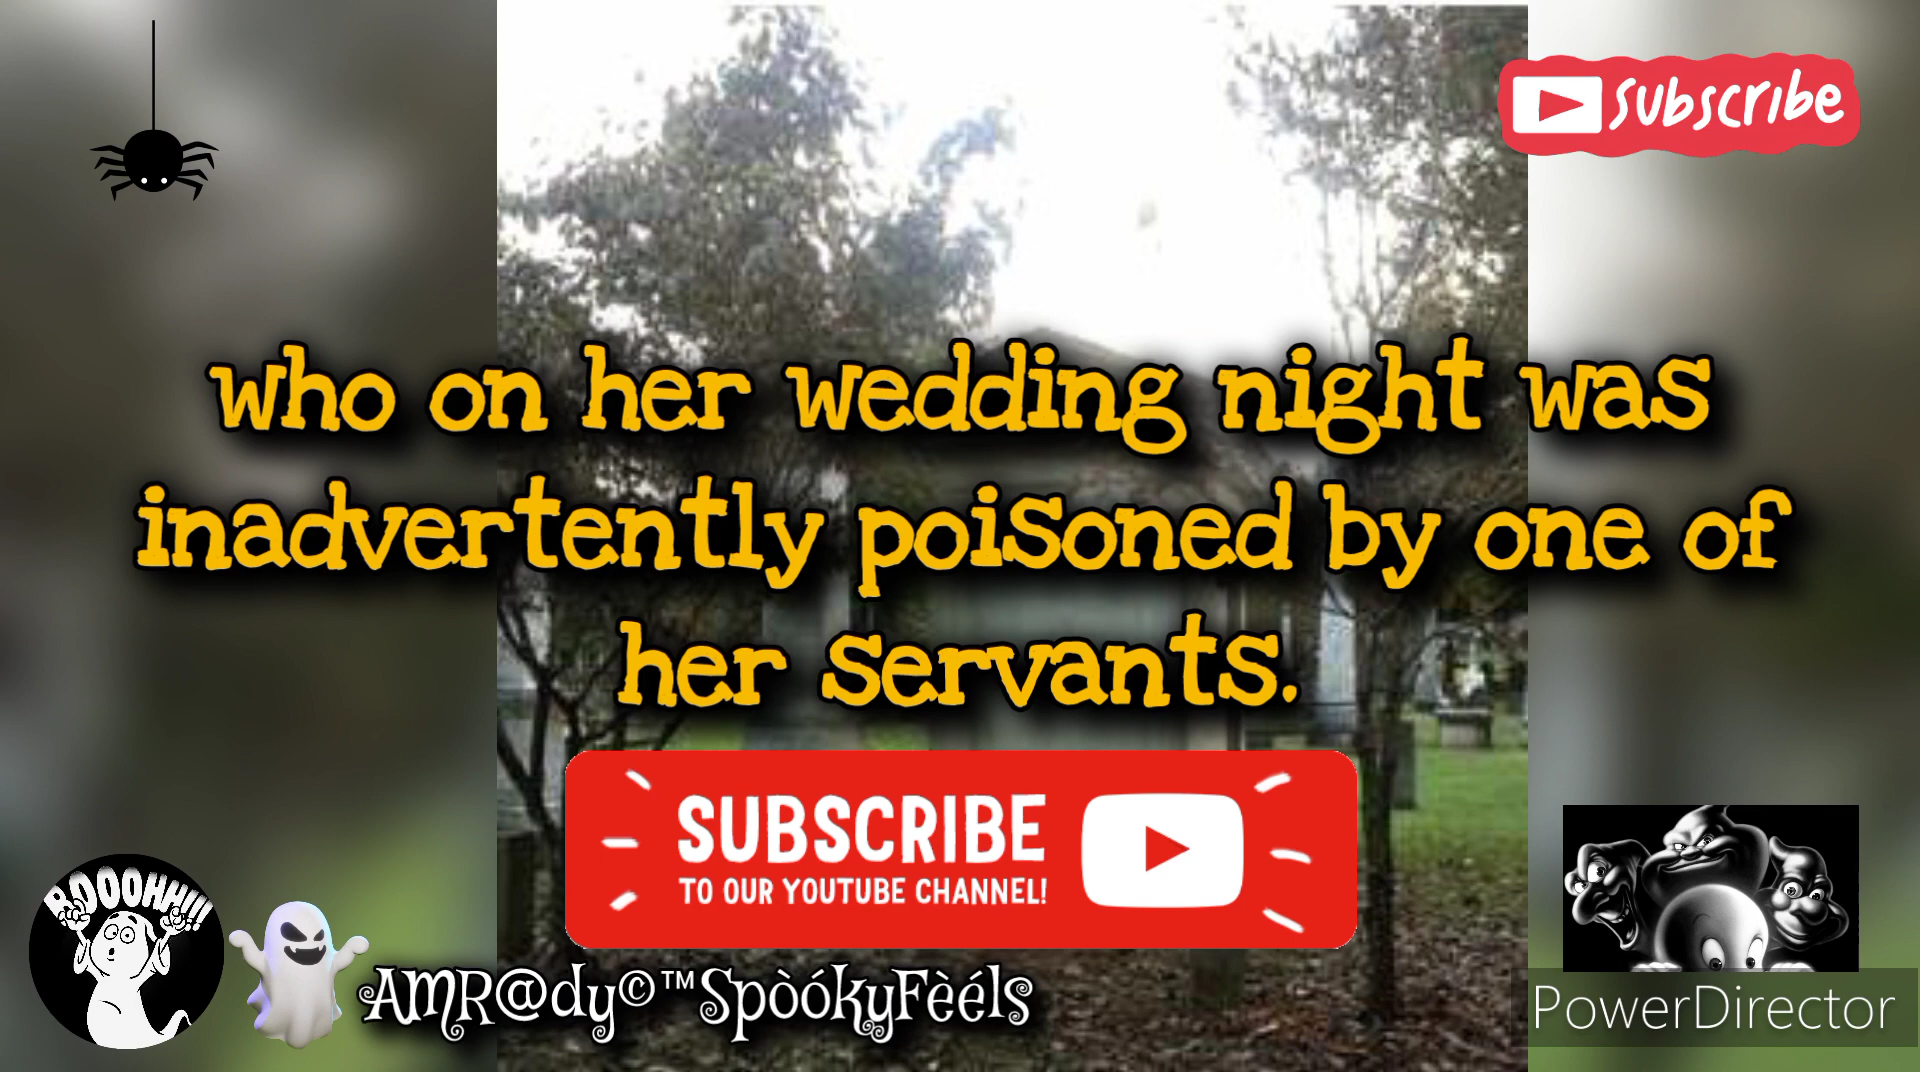 subscribe
who on her wedding night was
inadvertently poisoned by one of
her servants.
SUBSCRIBE
TO OUR YOUTUBE CHANNEL!
BOOOHH!!!
AMR@dy©™SpòókyFèéls
PowerDirector